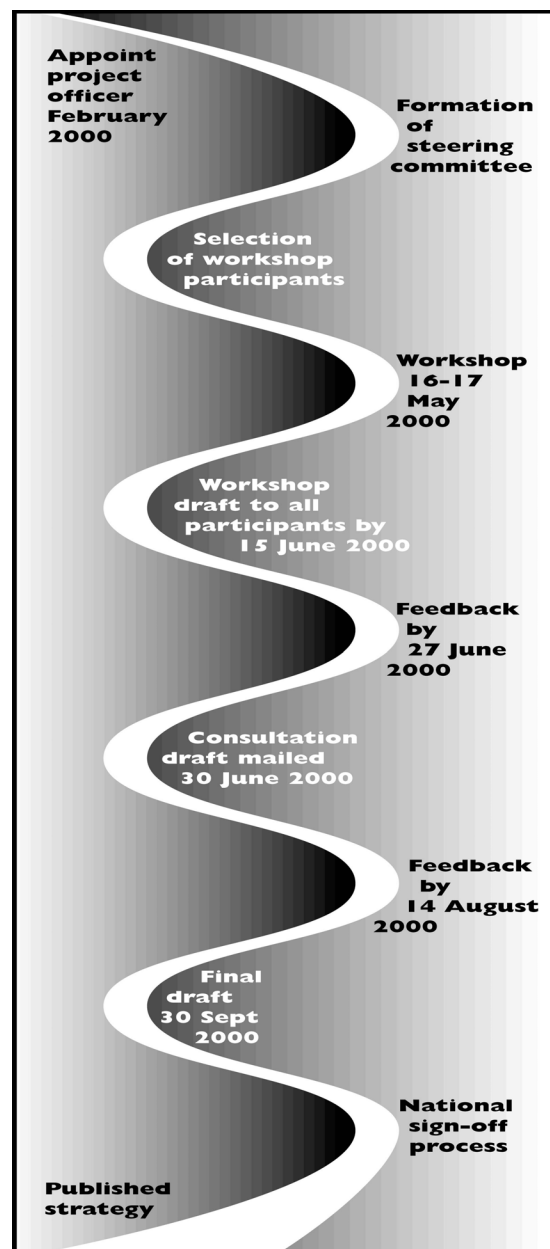 Appoint
project
officer
February
2000
Formation
of
steering
committee
Selection
of workshop
participants
Workshop
16-17
May
2000
Workshop
draft to all
participants by
15 June 2000
Feedback
by
27 June
2000
Consultation
draft mailed
30 June 2000
Feedback
by
14 August
2000
Final
draft
30 Sept
2000
National
sign-off
process
Published
strategy